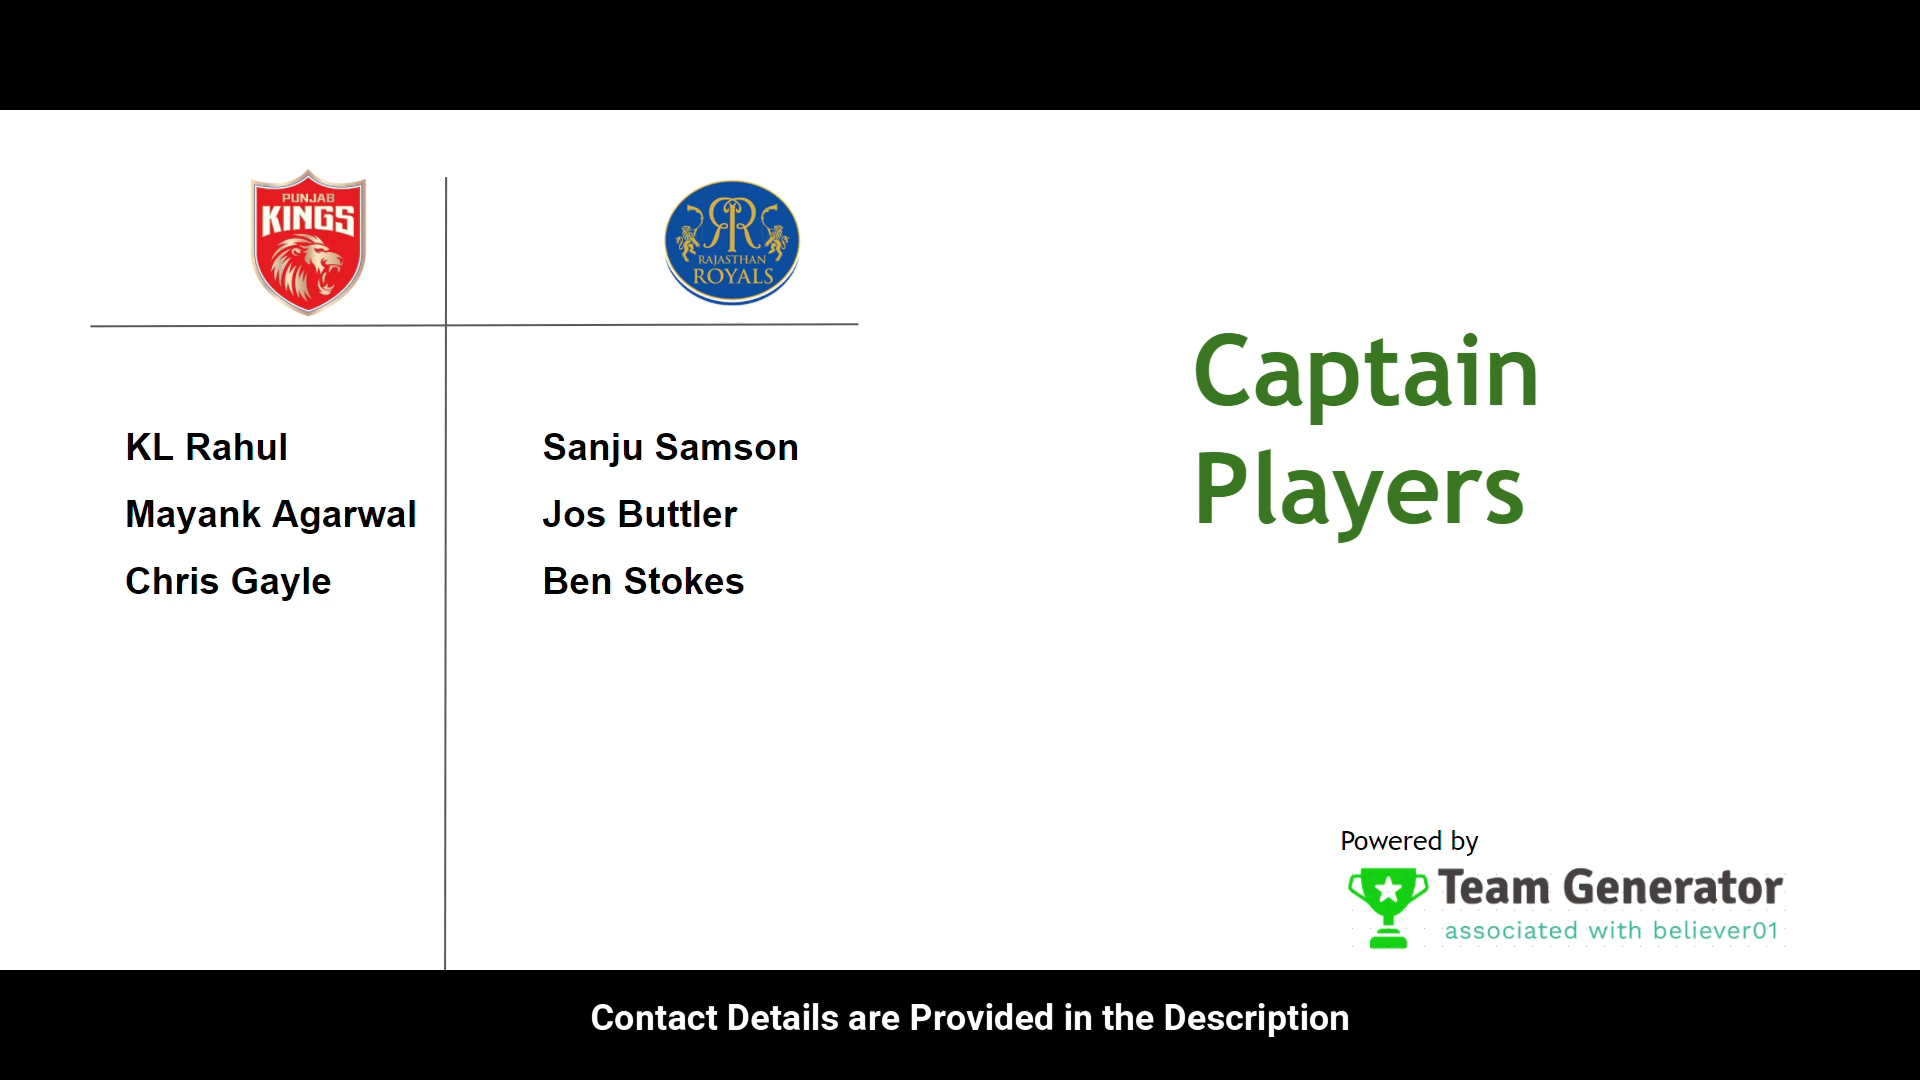 PUNJAB
KINGS
RAJASTHAN
ROYALS
KL Rahul
Mayank Agarwal
Chris Gayle
Sanju Samson
Jos Buttler
Ben Stokes
Captain
Players
Powered by
Team Generator
associated with believer01
Contact Details are Provided in the Description